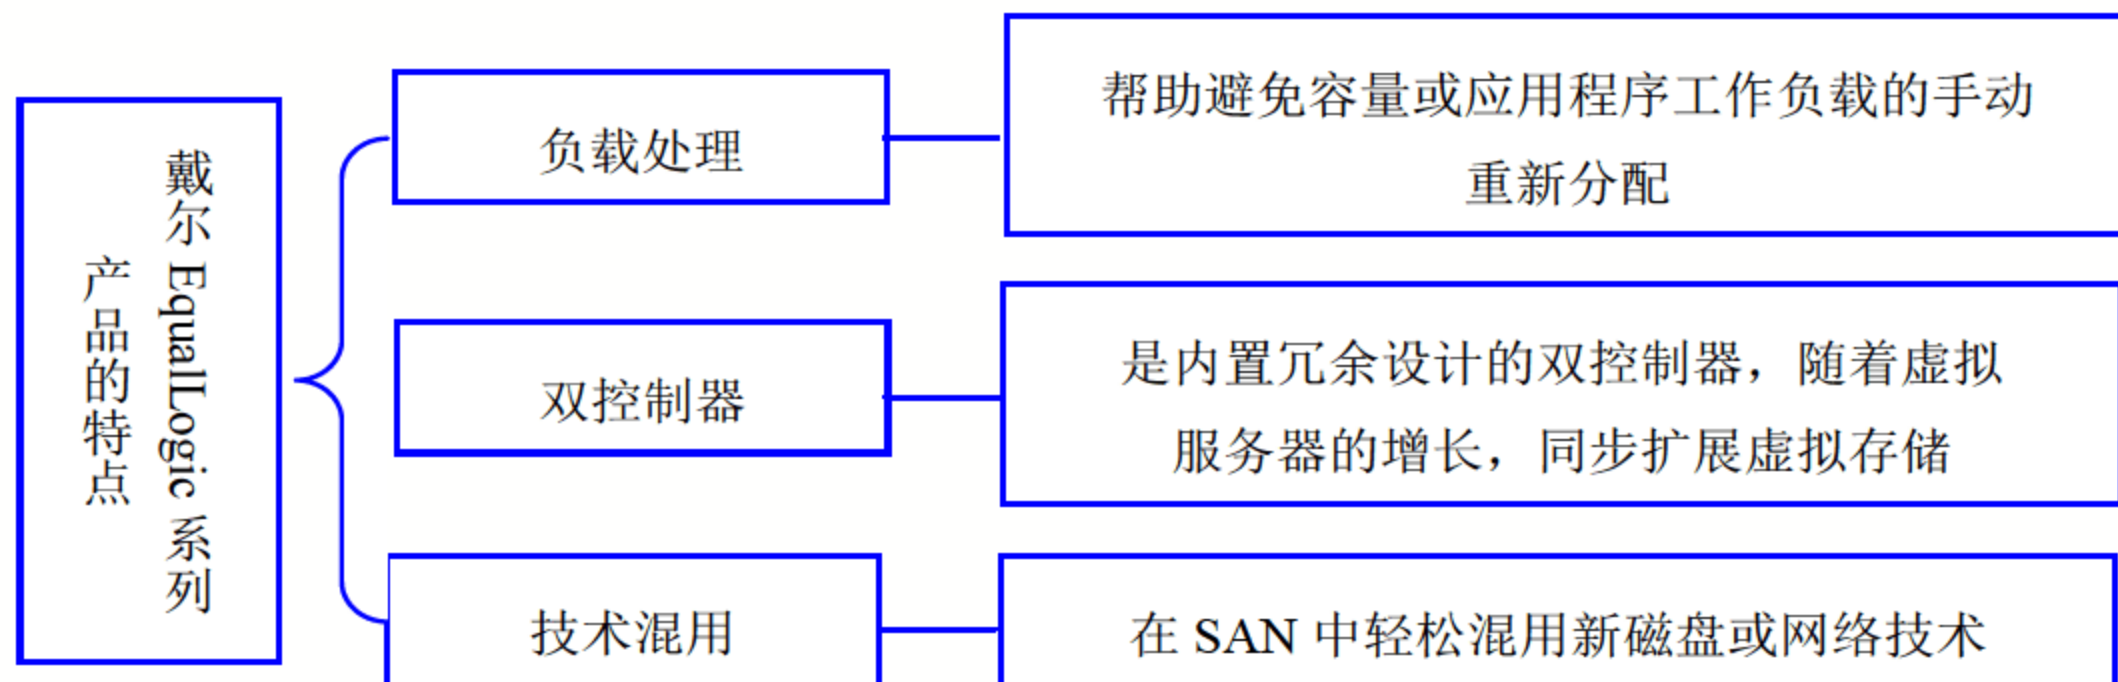 戴尔 EqualLogic 系列
产品的特点
负载处理
帮助避免容量或应用程序工作负载的手动
重新分配
双控制器
是内置冗余设计的双控制器，随着虚拟
服务器的增长，同步扩展虚拟存储
技术混用
在 SAN 中轻松混用新磁盘或网络技术